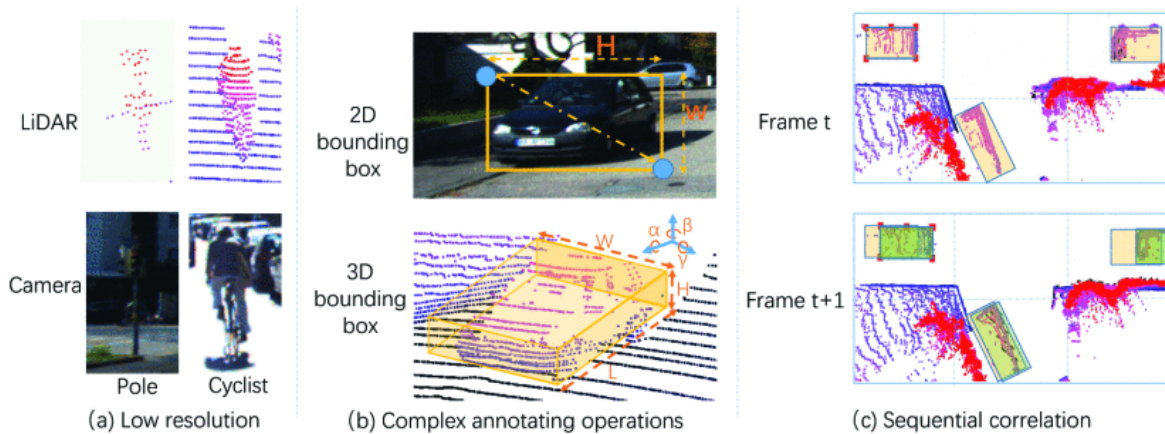 LiDAR
Camera
Pole
Cyclist
(a) Low resolution
2D
bounding
box
H
W
3D
bounding
box
W
α
β
γ
H
L
(b) Complex annotating operations
Frame t
Frame t+1
(c) Sequential correlation